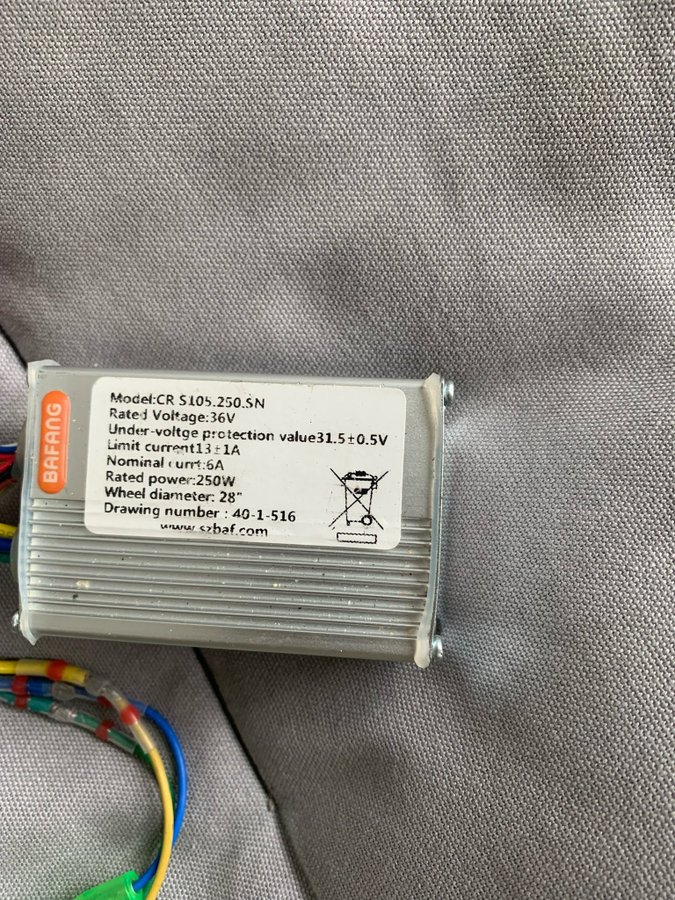 BAFANG
Model:CR S105.250.SN
Rated Voltage:36V
Under-voltge protection value31.5±0.5V
Limit current13±1A
Nominal currt:6A
Rated power:250W
Wheel diameter: 28"
Drawing number : 40-1-516
www.szbaf.com